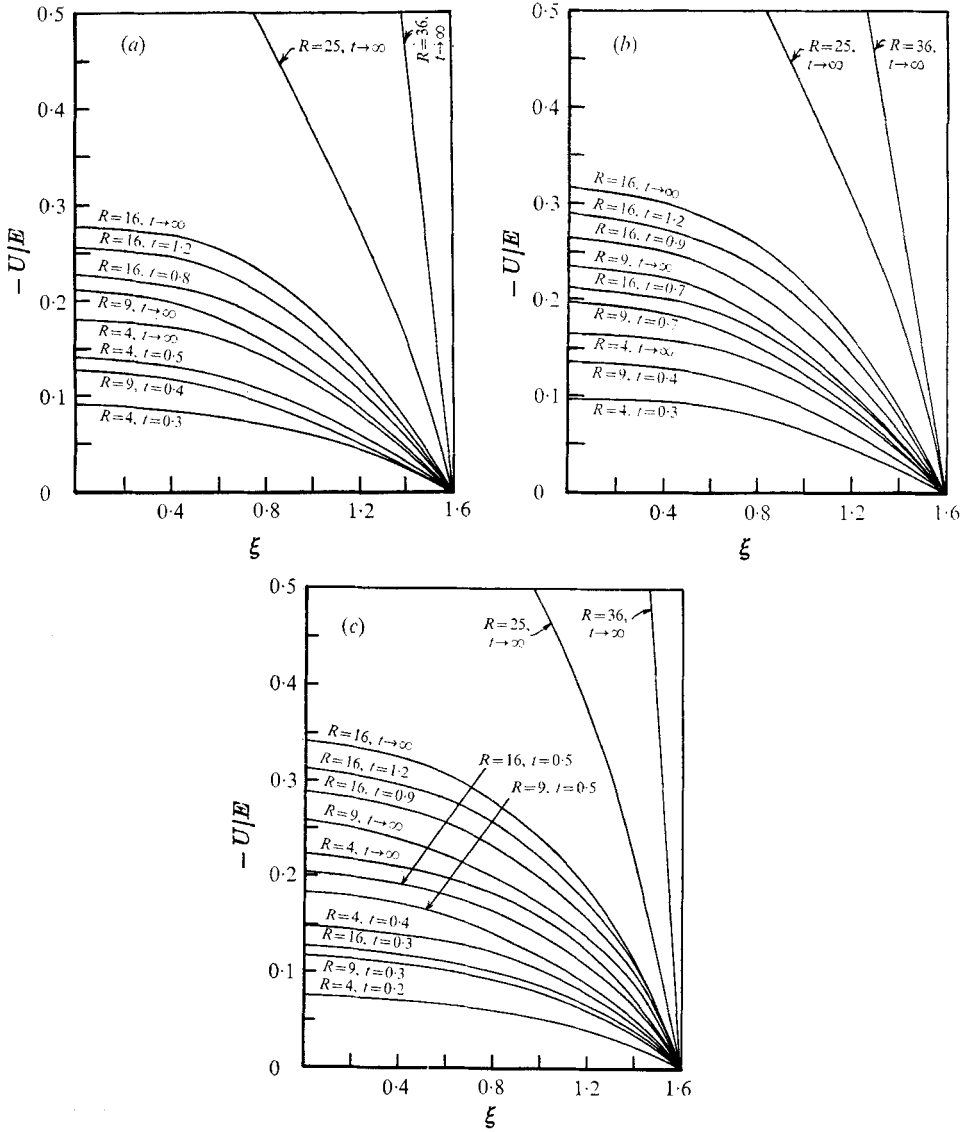 (a)
0·5
0·4
0·3
0·2
0·1
0
−U/E
R=25, t→∞
R=36, t→∞
R=16, t→∞
R=16, t=1·2
R=16, t=0·8
R=9, t→∞
R=4, t→∞
R=4, t=0·5
R=9, t=0·4
R=4, t=0·3
0·4
0·8
1·2
1·6
ξ
(b)
0·5
0·4
0·3
0·2
0·1
0
−U/E
R=25, t→∞
R=36, t→∞
R=16, t→∞
R=16, t=1·2
R=16, t=0·9
R=9, t→∞
R=16, t=0·7
R=9, t=0·7
R=4, t→∞
R=9, t=0·4
R=4, t=0·3
0·4
0·8
1·2
1·6
ξ
(c)
0·5
0·4
0·3
0·2
0·1
0
−U/E
R=25, t→∞
R=36, t→∞
R=16, t→∞
R=16, t=1·2
R=16, t=0·9
R=9, t→∞
R=4, t→∞
R=16, t=0·5
R=9, t=0·5
R=4, t=0·4
R=16, t=0·3
R=9, t=0·3
R=4, t=0·2
0·4
0·8
1·2
1·6
ξ